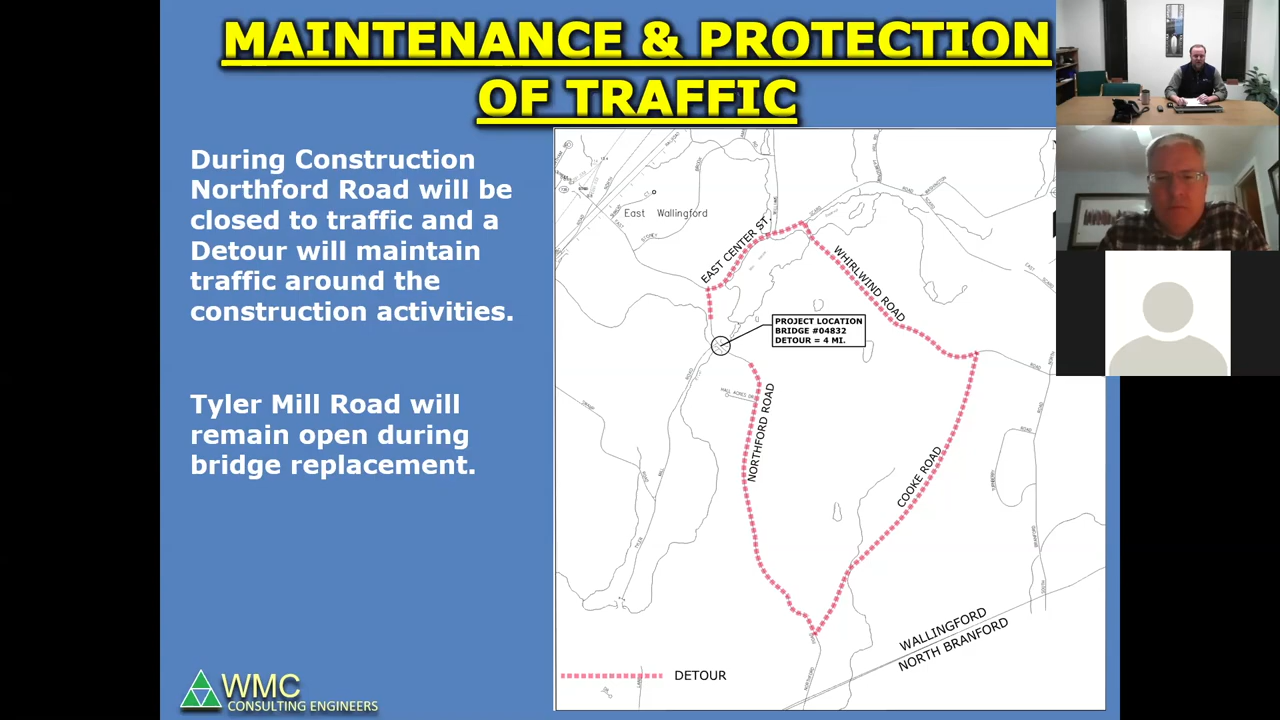 MAINTENANCE & PROTECTION
OF TRAFFIC
During Construction
Northford Road will be
closed to traffic and a
Detour will maintain
traffic around the
construction activities.
Tyler Mill Road will
remain open during
bridge replacement.
East Wallingford
EAST CENTER ST.
WHIRLWIND ROAD
PROJECT LOCATION
BRIDGE #04832
DETOUR = 4 MI.
NORTHFORD ROAD
COOKE ROAD
WALLINGFORD
NORTH BRANFORD
DETOUR
WMC
CONSULTING ENGINEERS